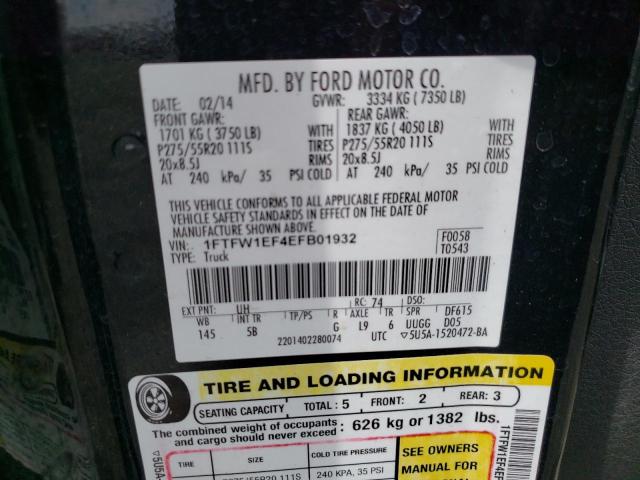 MFD. BY FORD MOTOR CO.
DATE: 02/14 GVWR: 3334 KG ( 7350 LB)
FRONT GAWR: REAR GAWR:
1701 KG ( 3750 LB) WITH 1837 KG ( 4050 LB) WITH
P275/55R20 111S TIRES P275/55R20 111S TIRES
20x8.5J RIMS 20x8.5J RIMS
AT 240 kPa/ 35 PSI COLD AT 240 kPa/ 35 PSI COLD
THIS VEHICLE CONFORMS TO ALL APPLICABLE FEDERAL MOTOR
VEHICLE SAFETY STANDARDS IN EFFECT ON THE DATE OF
MANUFACTURE SHOWN ABOVE.
VIN: 1FTFW1EF4EFB01932 F0058
TYPE: Truck T0543
EXT PNT: UH RC: 74 DSO:
WB INT TR TP/PS R AXLE TR SPR DF615
145 5B G L9 6 UUGG D05
2201402280074 UTC ▽5U5A-1520472-BA
TIRE AND LOADING INFORMATION
SEATING CAPACITY TOTAL: 5 FRONT: 2 REAR: 3
The combined weight of occupants
and cargo should never exceed: 626 kg or 1382 lbs.
TIRE SIZE COLD TIRE PRESSURE
SEE OWNERS
MANUAL FOR
P275/55R20 111S 240 KPA, 35 PSI
▽5U5A
1FTFW1EF4EF